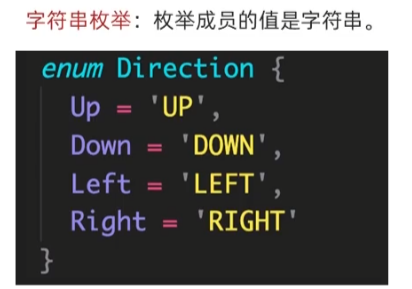 字符串枚举：枚举成员的值是字符串。
enum Direction {
  Up = 'UP',
  Down = 'DOWN',
  Left = 'LEFT',
  Right = 'RIGHT'
}